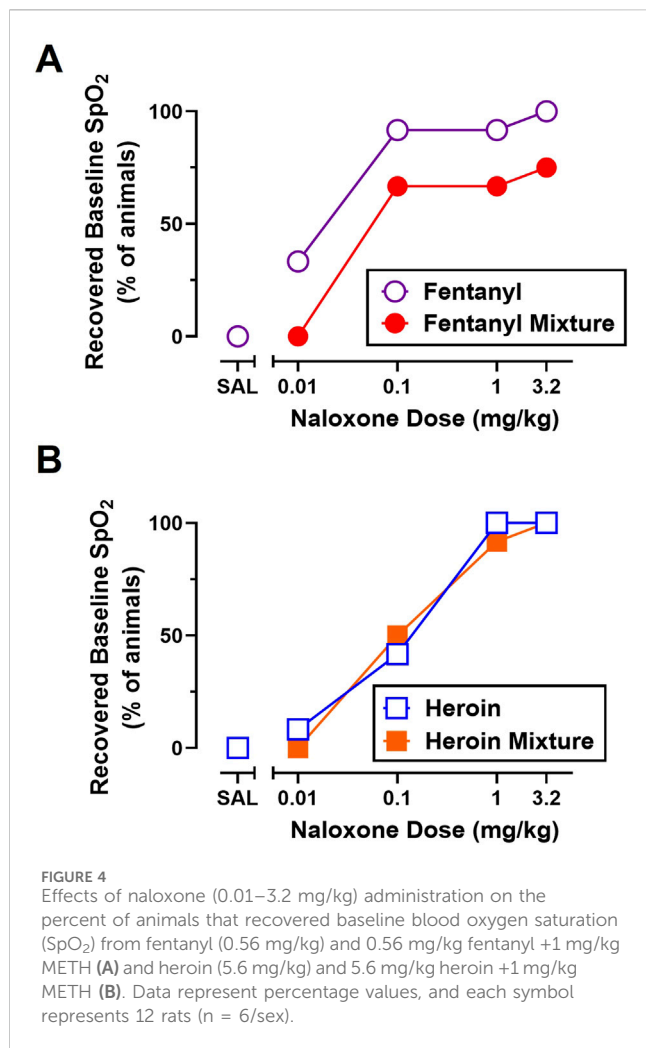 A
Recovered Baseline SpO₂
(% of animals)
100
50
0
Fentanyl
Fentanyl Mixture
SAL 0.01 0.1 1 3.2
Naloxone Dose (mg/kg)
B
Recovered Baseline SpO₂
(% of animals)
100
50
0
Heroin
Heroin Mixture
SAL 0.01 0.1 1 3.2
Naloxone Dose (mg/kg)
FIGURE 4
Effects of naloxone (0.01–3.2 mg/kg) administration on the
percent of animals that recovered baseline blood oxygen saturation
(SpO₂) from fentanyl (0.56 mg/kg) and 0.56 mg/kg fentanyl +1 mg/kg
METH (A) and heroin (5.6 mg/kg) and 5.6 mg/kg heroin +1 mg/kg
METH (B). Data represent percentage values, and each symbol
represents 12 rats (n = 6/sex).